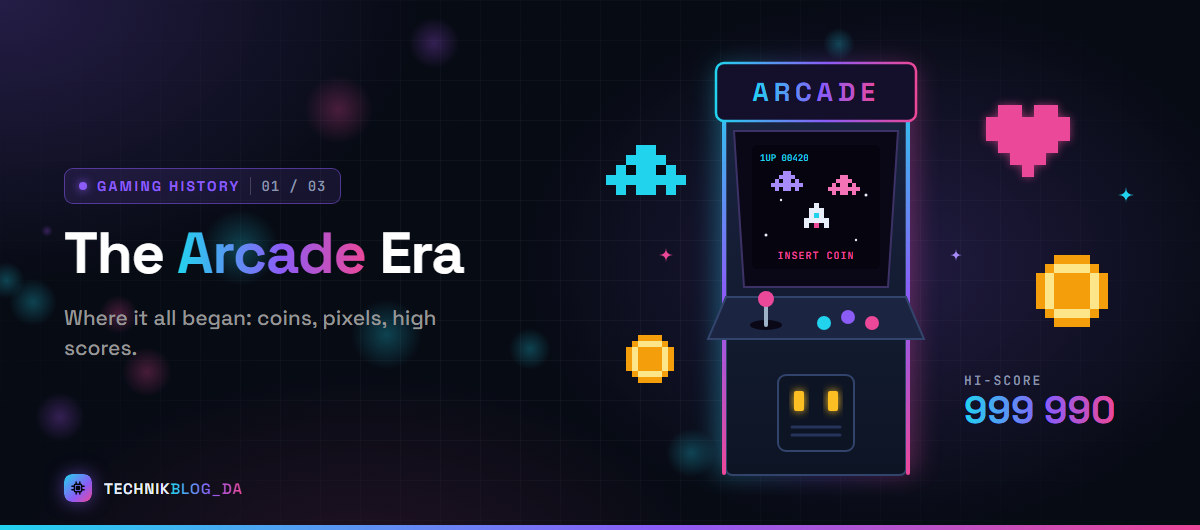 GAMING HISTORY 01 / 03
The Arcade Era
Where it all began: coins, pixels, high
scores.
TECHNIKBLOG_DA
ARCADE
1UP 00420
INSERT COIN
HI-SCORE
999 990